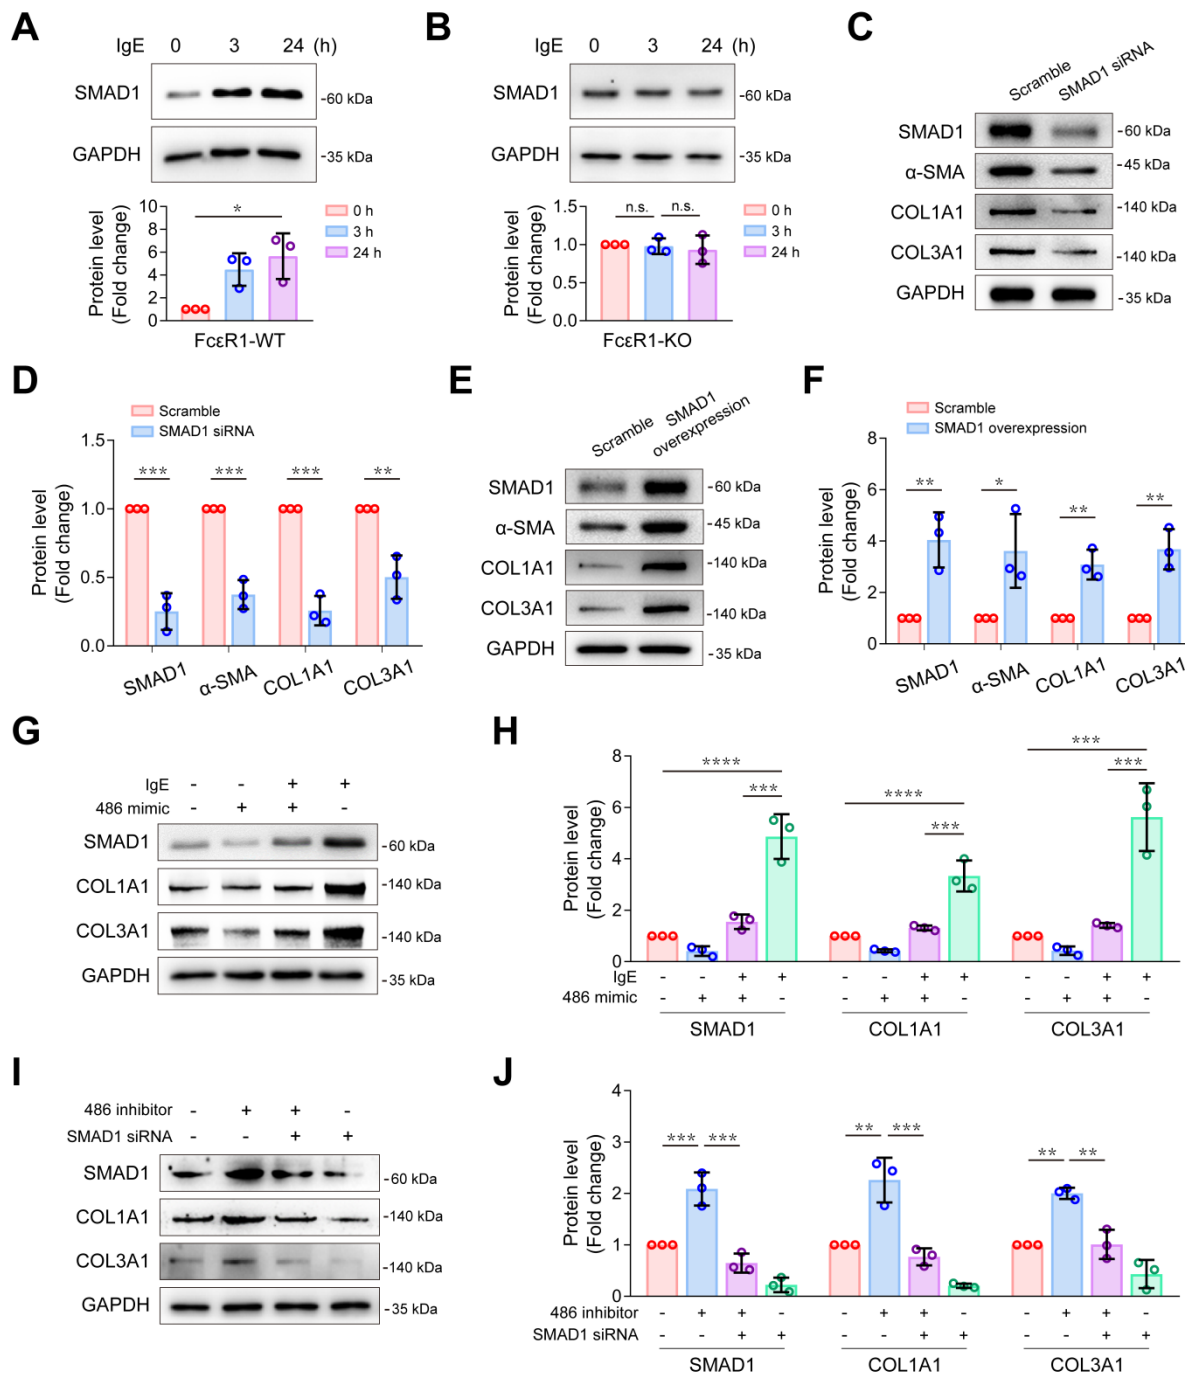 A
IgE 0 3 24 (h)
SMAD1 -60 kDa
GAPDH -35 kDa
Protein level
(Fold change)
10
8
6
4
2
0
*
0 h
3 h
24 h
FcεR1-WT
B
IgE 0 3 24 (h)
SMAD1 -60 kDa
GAPDH -35 kDa
Protein level
(Fold change)
1.5
1.0
0.5
0.0
n.s. n.s.
0 h
3 h
24 h
FcεR1-KO
C
Scramble SMAD1 siRNA
SMAD1 -60 kDa
α-SMA -45 kDa
COL1A1 -140 kDa
COL3A1 -140 kDa
GAPDH -35 kDa
D
Scramble
SMAD1 siRNA
Protein level
(Fold change)
1.5
1.0
0.5
0.0
*** *** *** **
SMAD1 α-SMA COL1A1 COL3A1
E
Scramble SMAD1
overexpression
SMAD1 -60 kDa
α-SMA -45 kDa
COL1A1 -140 kDa
COL3A1 -140 kDa
GAPDH -35 kDa
F
Scramble
SMAD1 overexpression
Protein level
(Fold change)
8
6
4
2
0
** * ** **
SMAD1 α-SMA COL1A1 COL3A1
G
IgE - - + +
486 mimic - + + -
SMAD1 -60 kDa
COL1A1 -140 kDa
COL3A1 -140 kDa
GAPDH -35 kDa
H
Protein level
(Fold change)
8
6
4
2
0
**** *** **** *** *** ***
IgE - - + + - - + + - - + +
486 mimic - + + - - + + - - + + -
SMAD1 COL1A1 COL3A1
I
486 inhibitor - + + -
SMAD1 siRNA - - + +
SMAD1 -60 kDa
COL1A1 -140 kDa
COL3A1 -140 kDa
GAPDH -35 kDa
J
Protein level
(Fold change)
4
3
2
1
0
*** *** ** *** ** **
486 inhibitor - + + - - + + - - + + -
SMAD1 siRNA - - + + - - + + - - + +
SMAD1 COL1A1 COL3A1